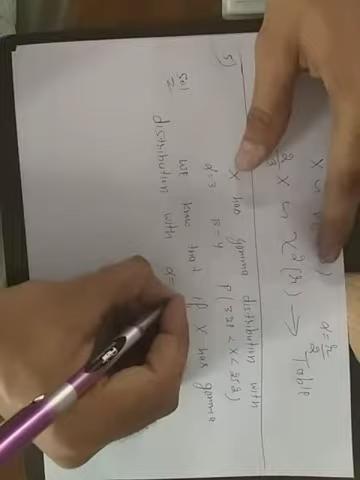 X ~
2/3 X ~ χ²(r) → Table
α = r/2
5) X has gamma distribution with
α=3 β=4 P(3.28 < X < 25.2)
Sol
we know that if X has gamma
distribution with α =